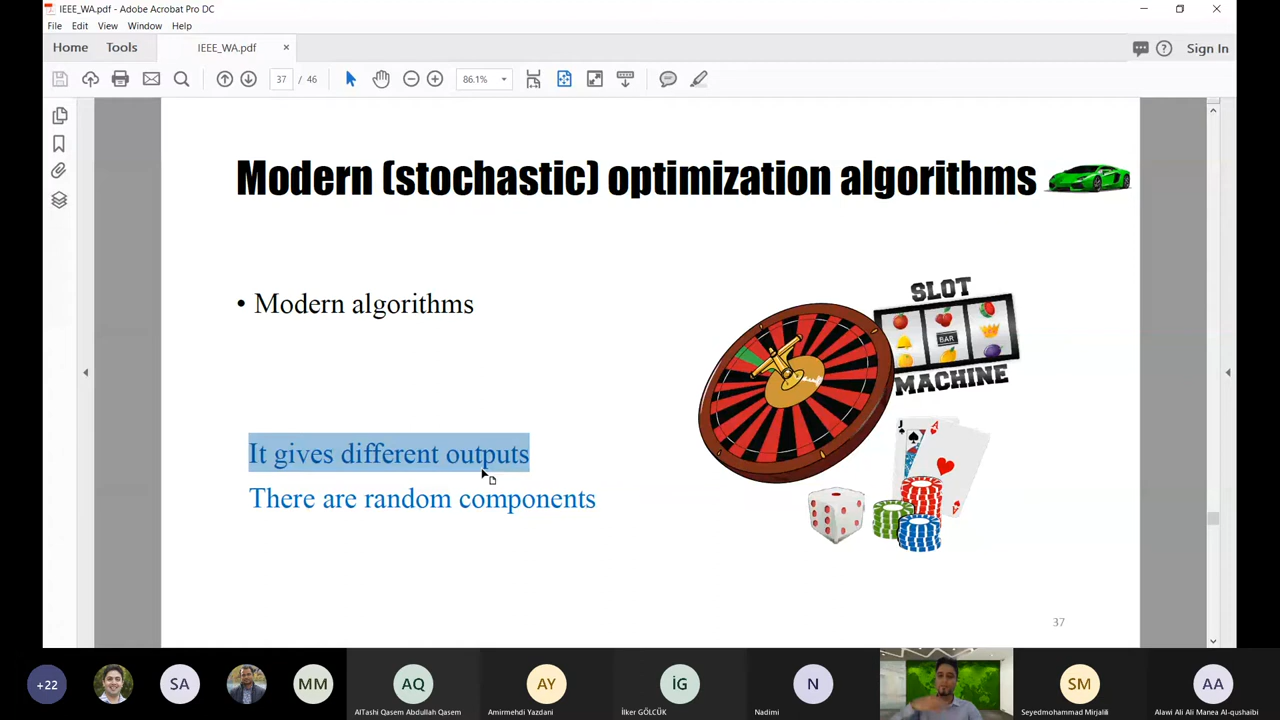 IEEE_WA.pdf - Adobe Acrobat Pro DC
File Edit View Window Help
Home Tools IEEE_WA.pdf × Sign In
37 / 46 86.1%
Modern (stochastic) optimization algorithms
• Modern algorithms
SLOT
BAR
MACHINE
J
A
A
It gives different outputs
There are random components
37
+22 SA MM AQ AY İG N SM AA
AlTashi Qasem Abdullah Qasem Amirmehdi Yazdani İlker GÖLCÜK Nadimi Seyedmohammad Mirjalili Alawi Ali Ali Manea Al-qushaibi